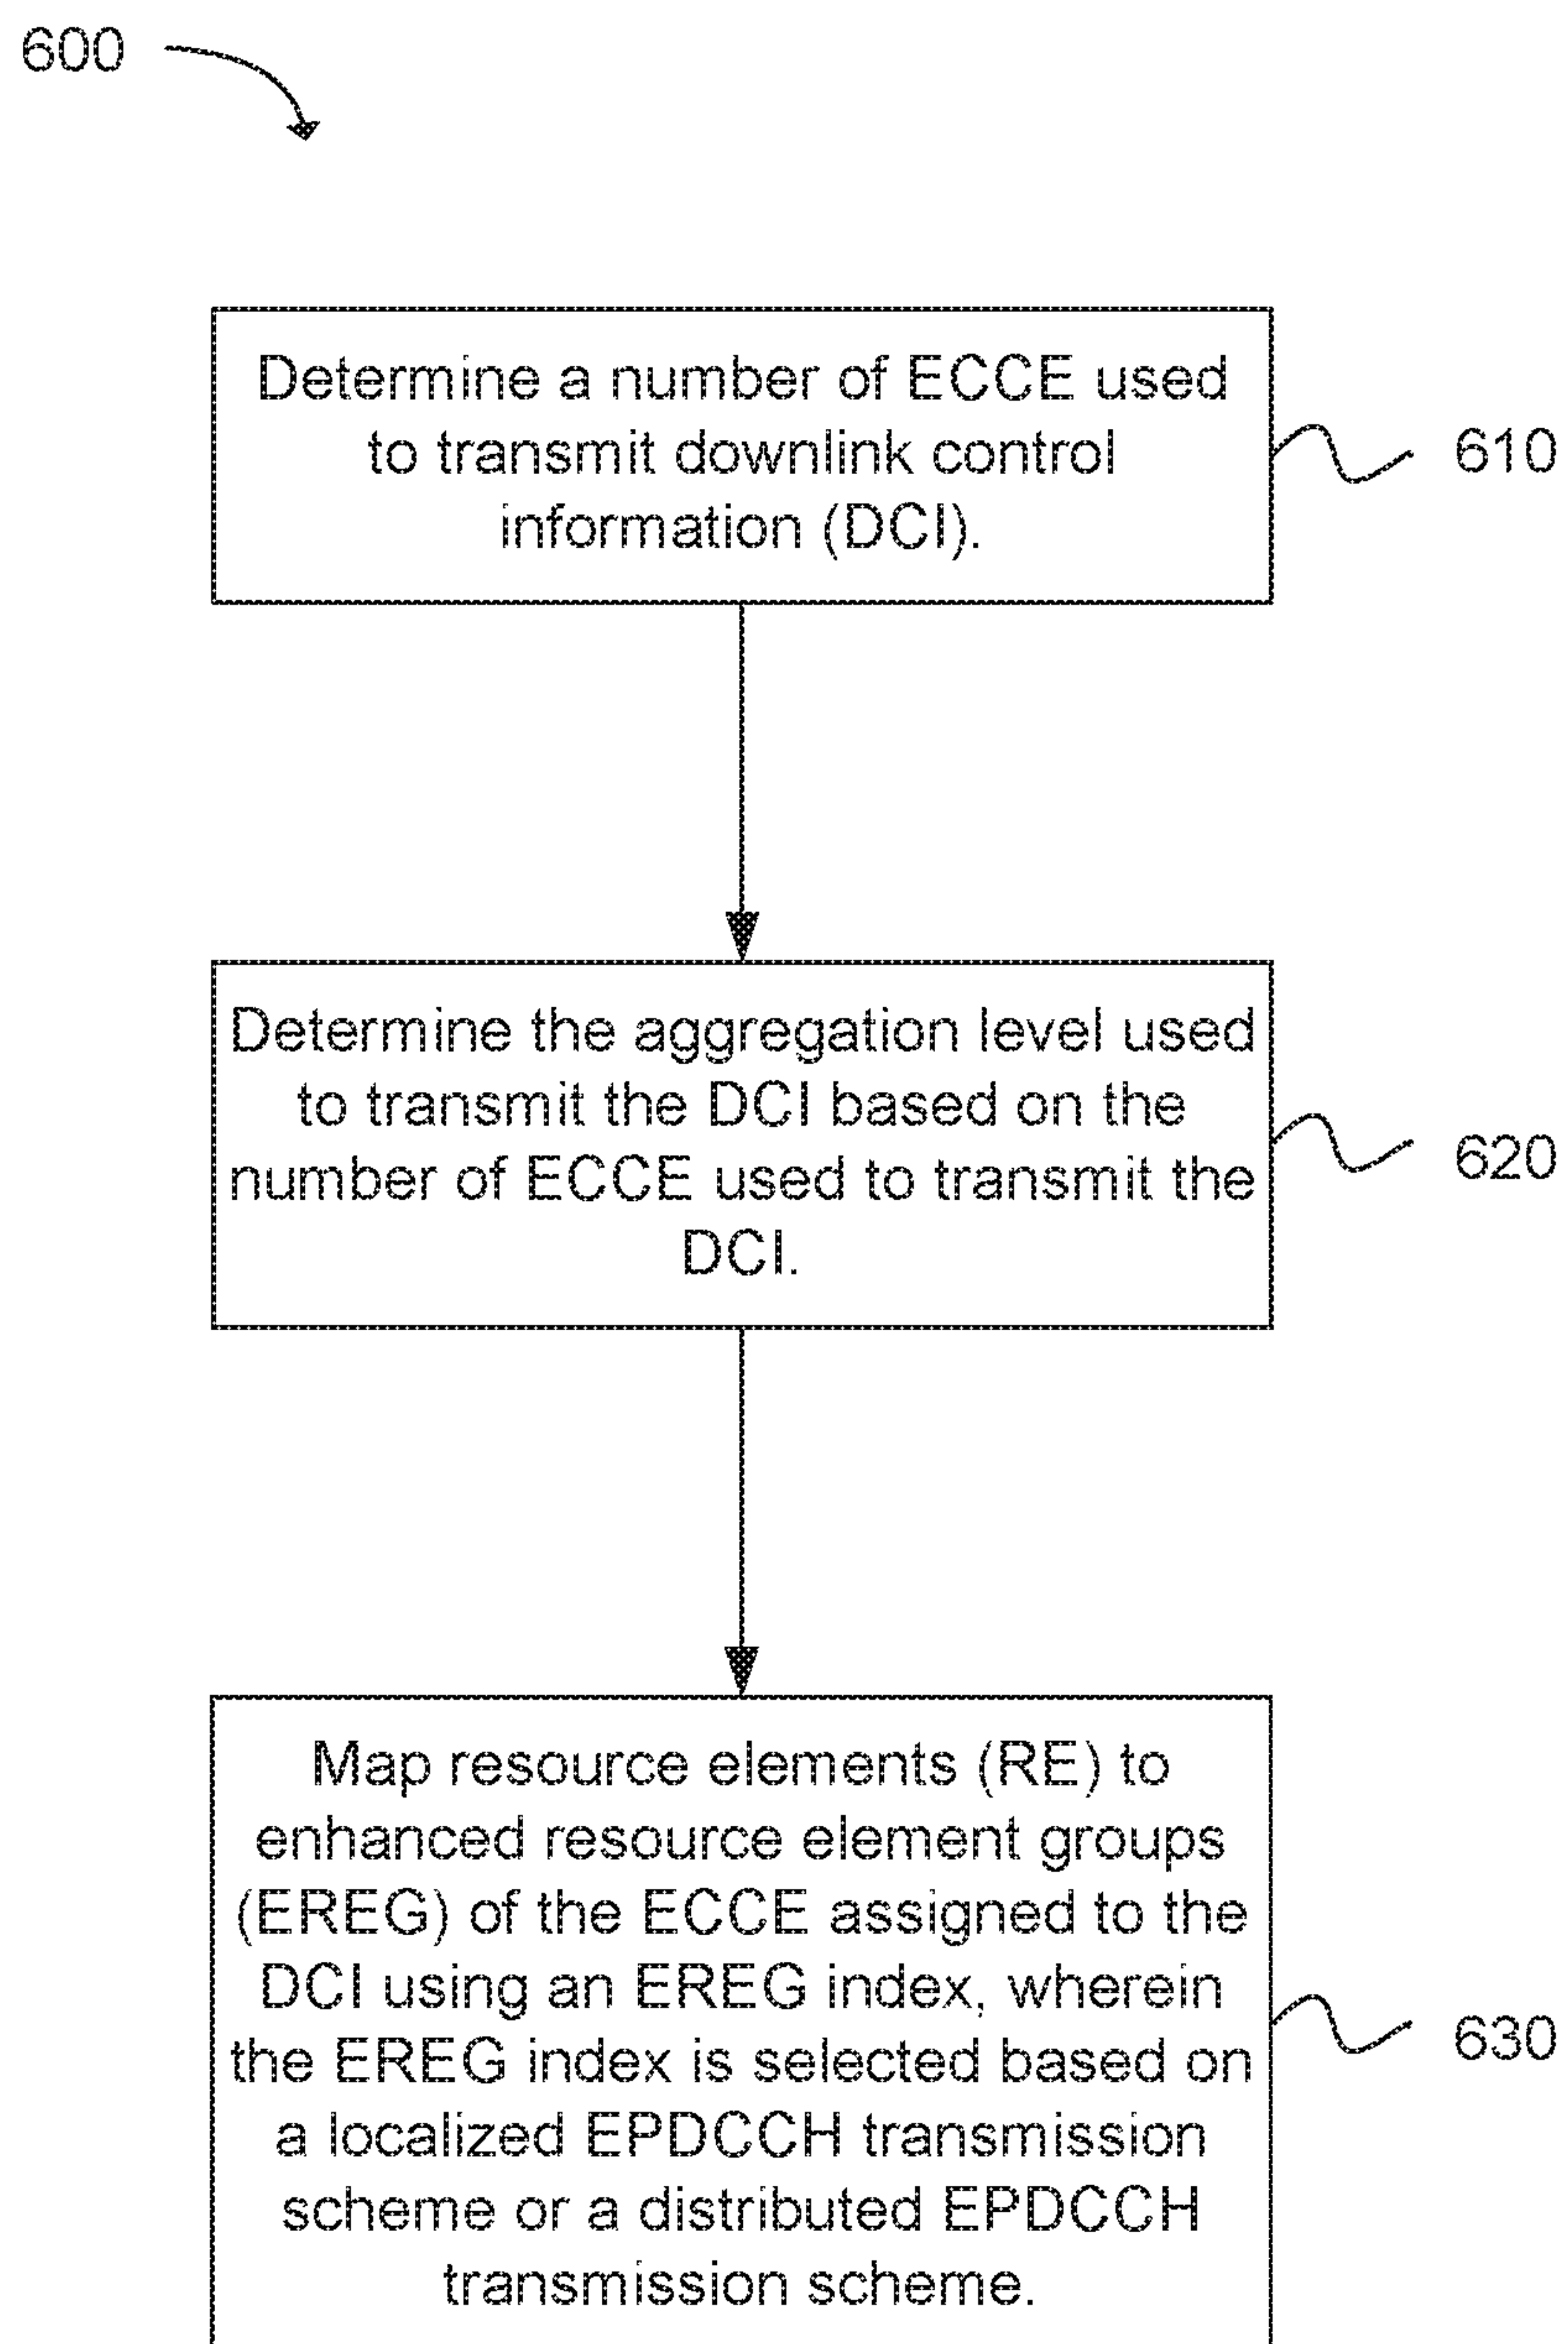 600
Determine a number of ECCE used
to transmit downlink control
information (DCI).
610
Determine the aggregation level used
to transmit the DCI based on the
number of ECCE used to transmit the
DCI.
620
Map resource elements (RE) to
enhanced resource element groups
(EREG) of the ECCE assigned to the
DCI using an EREG index, wherein
the EREG index is selected based on
a localized EPDCCH transmission
scheme or a distributed EPDCCH
transmission scheme.
630